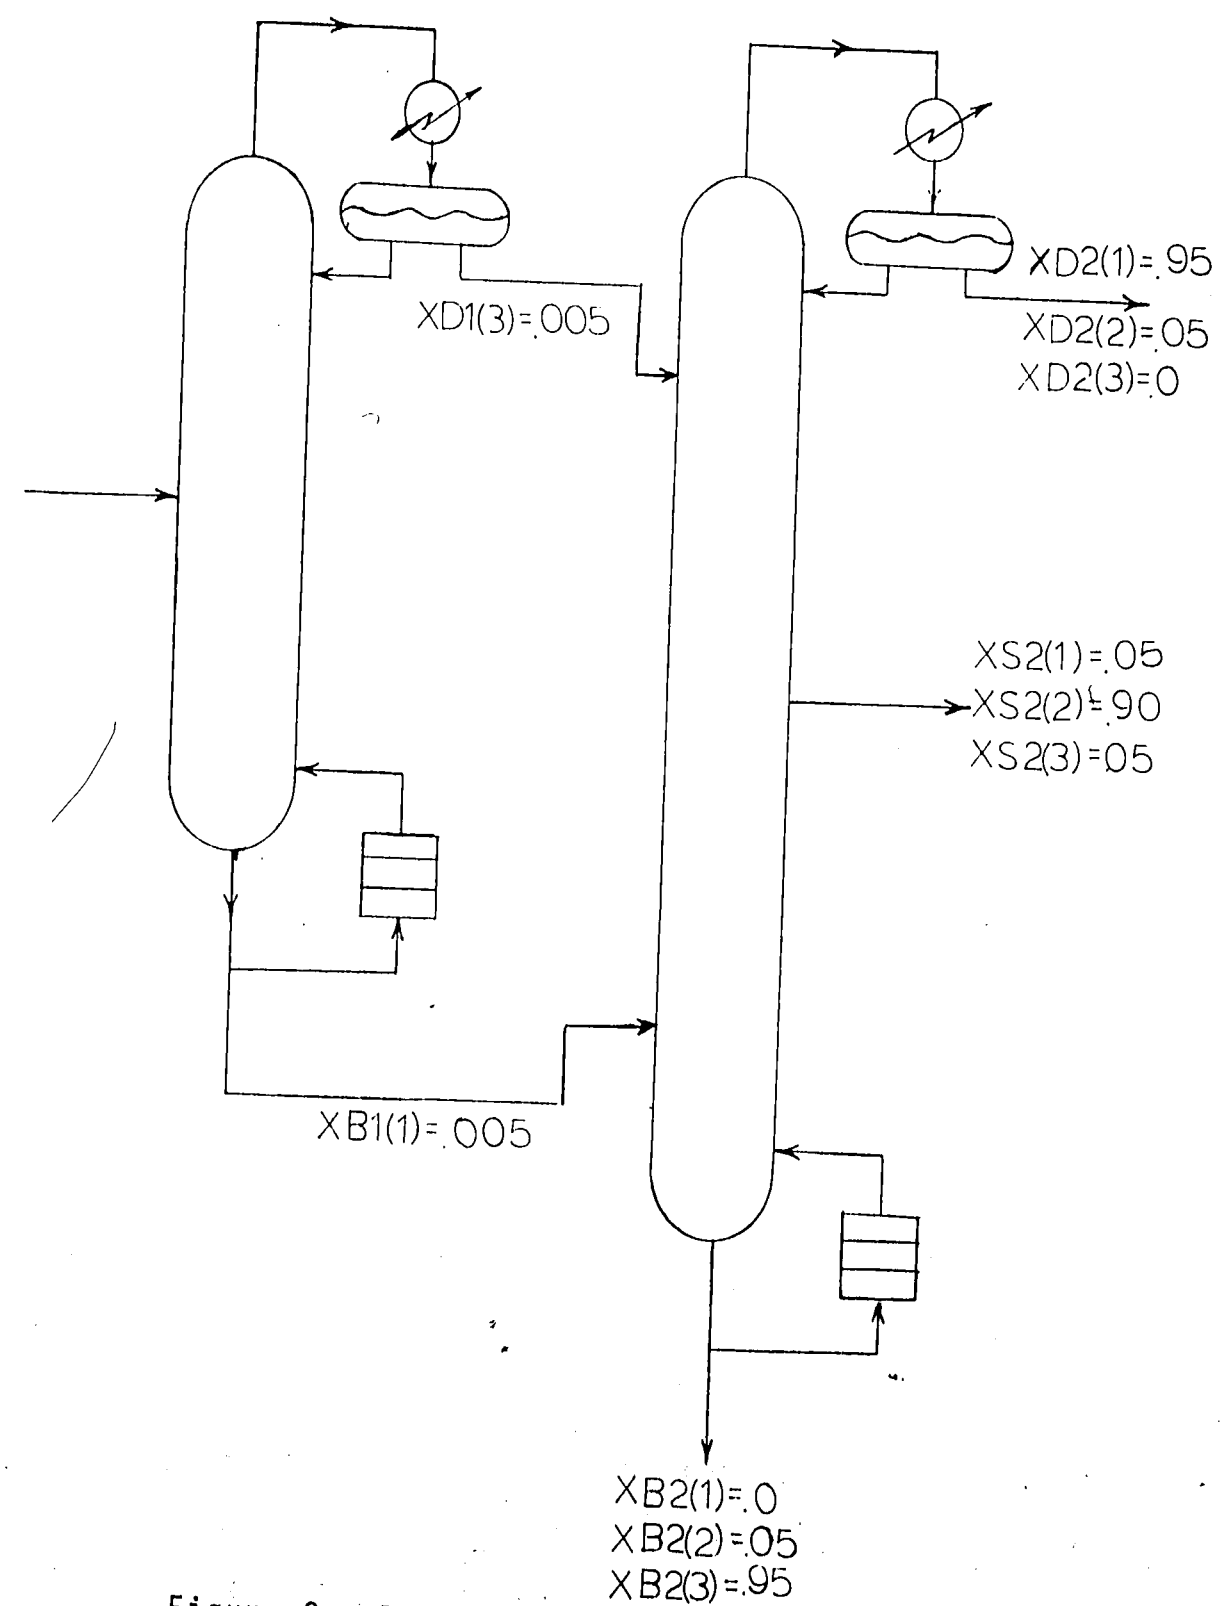 XD2(1)=.95
XD1(3)=.005
XD2(2)=.05
XD2(3)=.0
XS2(1)=.05
XS2(2)=.90
XS2(3)=.05
XB1(1)=.005
XB2(1)=.0
XB2(2)=.05
XB2(3)=.95
Figure